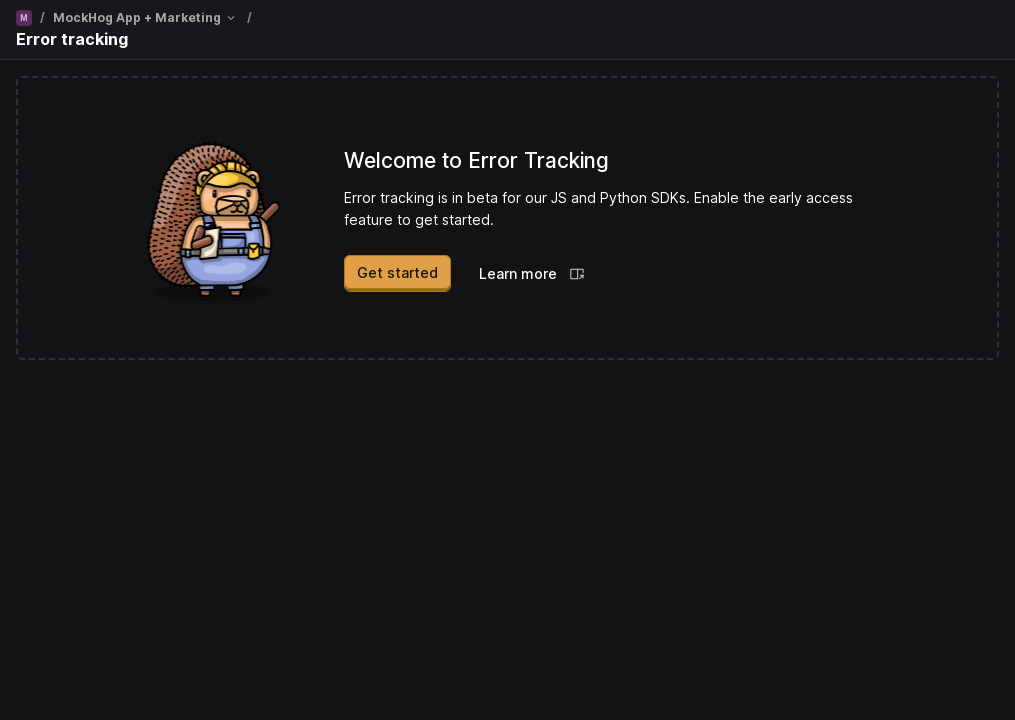 M / MockHog App + Marketing /
Error tracking
Welcome to Error Tracking
Error tracking is in beta for our JS and Python SDKs. Enable the early access
feature to get started.
Get started Learn more